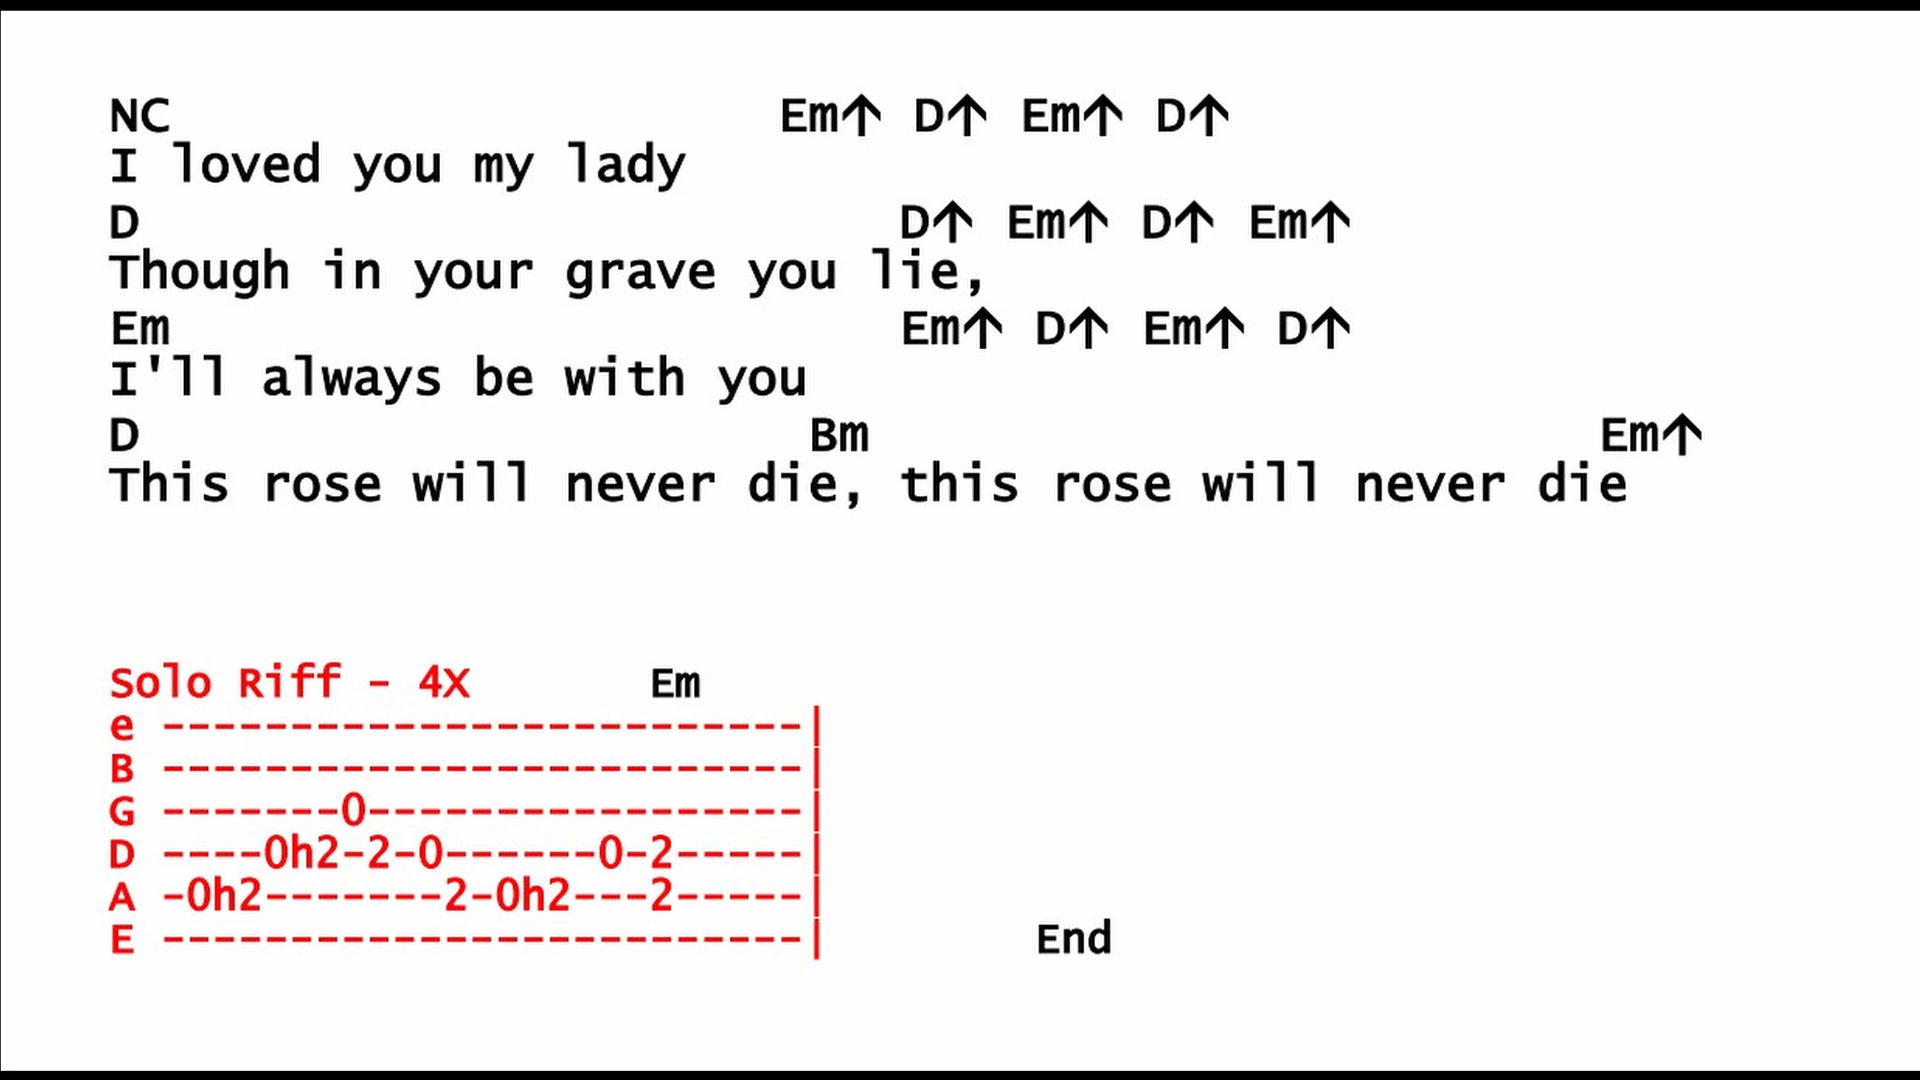 NC Em↑ D↑ Em↑ D↑
I loved you my lady
D D↑ Em↑ D↑ Em↑
Though in your grave you lie,
Em Em↑ D↑ Em↑ D↑
I'll always be with you
D Bm Em↑
This rose will never die, this rose will never die
Solo Riff - 4X Em
e -------------------------|
B -------------------------|
G -------0-----------------|
D ----0h2-2-0------0-2-----|
A -0h2-------2-0h2---2-----|
E -------------------------|
End